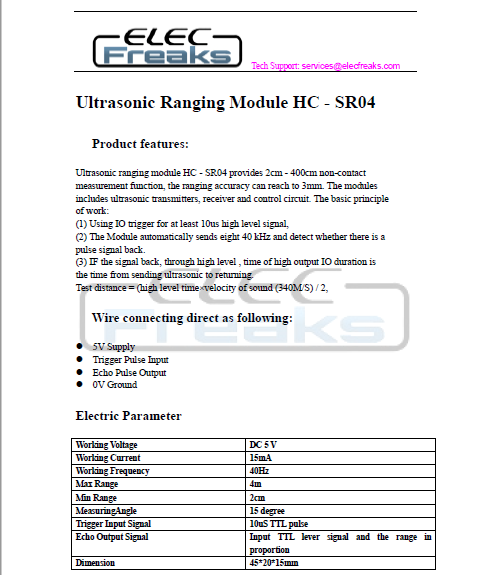 ELEC
Freaks
Tech Support: services@elecfreaks.com
Ultrasonic Ranging Module HC - SR04
Product features:
Ultrasonic ranging module HC - SR04 provides 2cm - 400cm non-contact
measurement function, the ranging accuracy can reach to 3mm. The modules
includes ultrasonic transmitters, receiver and control circuit. The basic principle
of work:
(1) Using IO trigger for at least 10us high level signal,
(2) The Module automatically sends eight 40 kHz and detect whether there is a
pulse signal back.
(3) IF the signal back, through high level , time of high output IO duration is
the time from sending ultrasonic to returning.
Test distance = (high level time×velocity of sound (340M/S) / 2,
ELEC
Freaks
Wire connecting direct as following:
● 5V Supply
● Trigger Pulse Input
● Echo Pulse Output
● 0V Ground
Electric Parameter
Working Voltage DC 5 V
Working Current 15mA
Working Frequency 40Hz
Max Range 4m
Min Range 2cm
MeasuringAngle 15 degree
Trigger Input Signal 10uS TTL pulse
Echo Output Signal Input TTL lever signal and the range in
proportion
Dimension 45*20*15mm